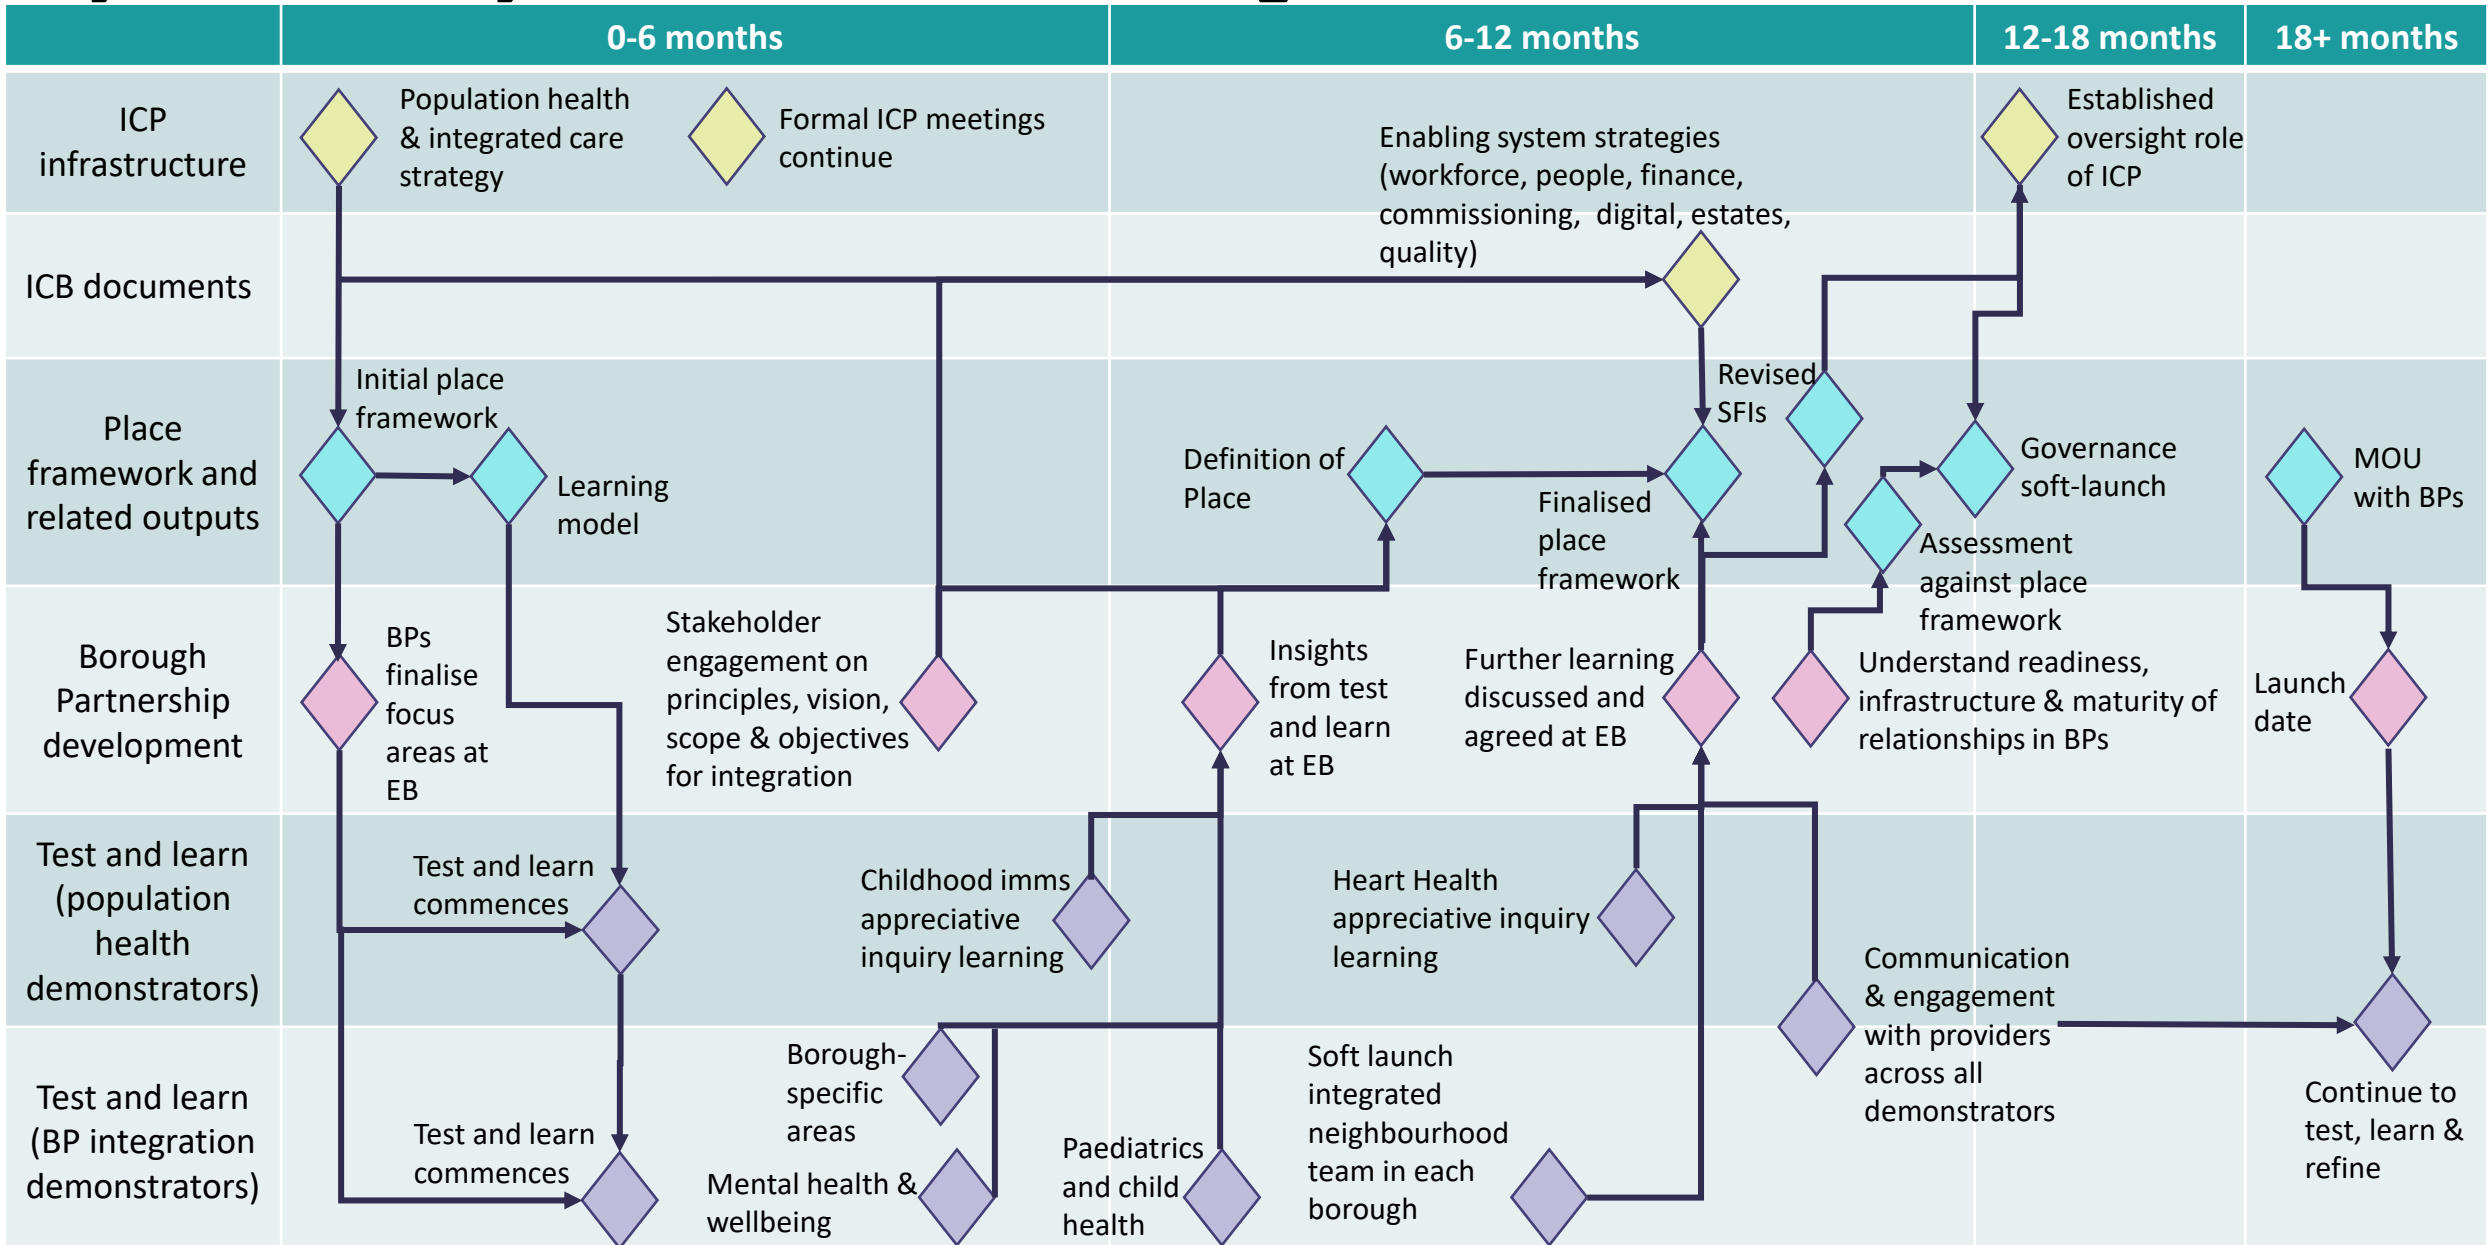 0-6 months
6-12 months
12-18 months
18+ months
ICP
infrastructure
Population health
& integrated care
strategy
Formal ICP meetings
continue
Enabling system strategies
(workforce, people, finance,
commissioning, digital, estates,
quality)
Established
oversight role
of ICP
ICB documents
Place
framework and
related outputs
Initial place
framework
Learning
model
Definition of
Place
Finalised
place
framework
Revised
SFIs
Governance
soft-launch
Assessment
against place
framework
MOU
with BPs
Borough
Partnership
development
BPs
finalise
focus
areas at
EB
Stakeholder
engagement on
principles, vision,
scope & objectives
for integration
Insights
from test
and learn
at EB
Further learning
discussed and
agreed at EB
Understand readiness,
infrastructure & maturity of
relationships in BPs
Launch
date
Test and learn
(population
health
demonstrators)
Test and learn
commences
Childhood imms
appreciative
inquiry learning
Heart Health
appreciative inquiry
learning
Communication
& engagement
with providers
across all
demonstrators
Test and learn
(BP integration
demonstrators)
Test and learn
commences
Borough-
specific
areas
Mental health &
wellbeing
Paediatrics
and child
health
Soft launch
integrated
neighbourhood
team in each
borough
Continue to
test, learn &
refine